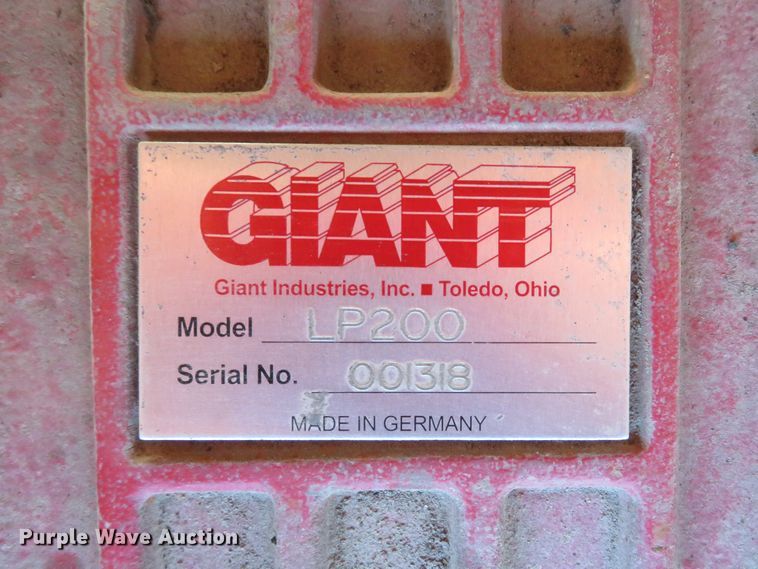 GIANT
Giant Industries, Inc. ■ Toledo, Ohio
Model LP200
Serial No. 001318
MADE IN GERMANY
Purple Wave Auction